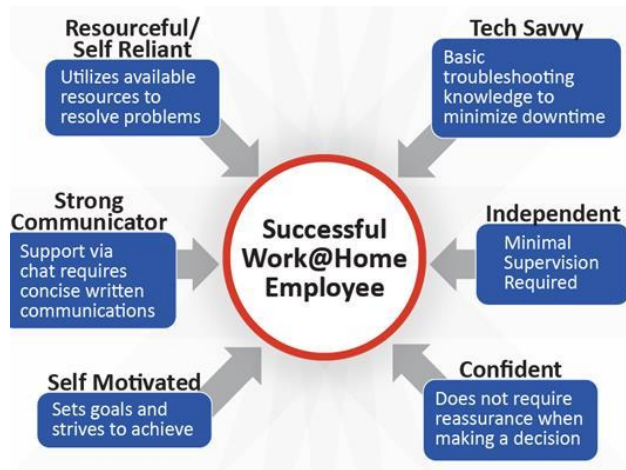 Resourceful/
Self Reliant
Utilizes available
resources to
resolve problems
Tech Savvy
Basic
troubleshooting
knowledge to
minimize downtime
Strong
Communicator
Support via
chat requires
concise written
communications
Successful
Work@Home
Employee
Independent
Minimal
Supervision
Required
Self Motivated
Sets goals and
strives to achieve
Confident
Does not require
reassurance when
making a decision